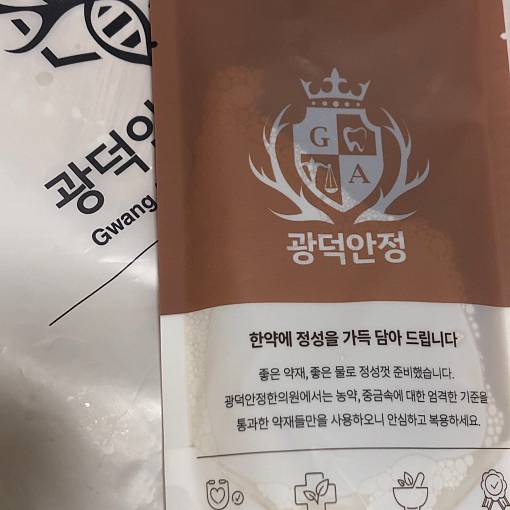 광덕안
Gwang
G
A
광덕안정
한약에 정성을 가득 담아 드립니다
좋은 약재, 좋은 물로 정성껏 준비했습니다.
광덕안정한의원에서는 농약, 중금속에 대한 엄격한 기준을
통과한 약재들만을 사용하오니 안심하고 복용하세요.